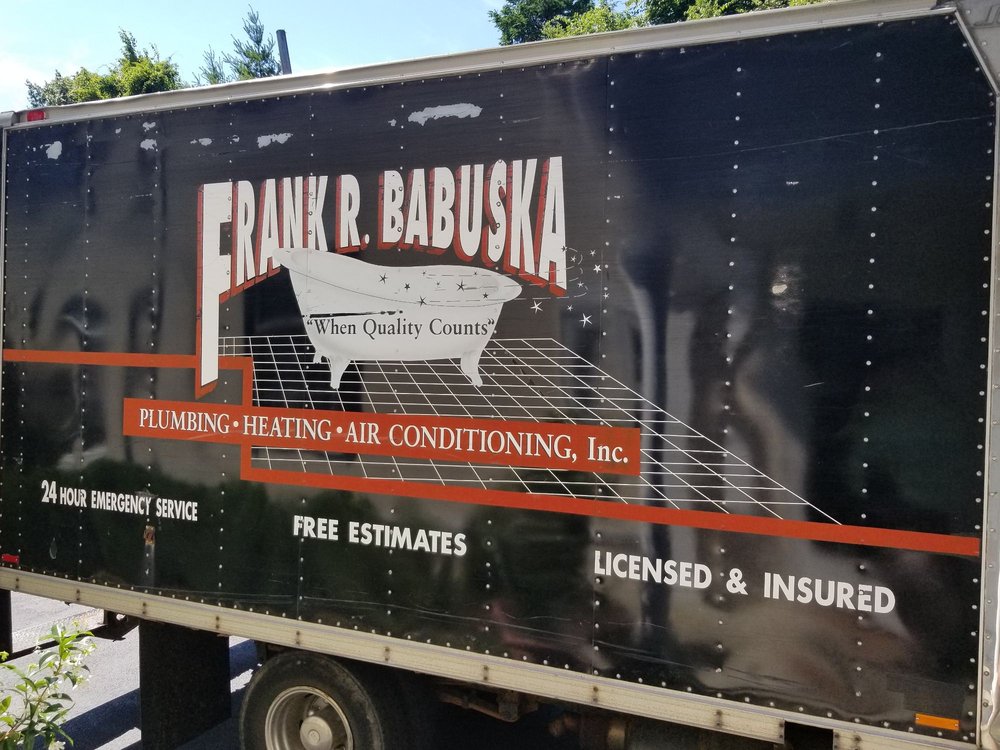 FRANK R. BABUSKA
"When Quality Counts"
PLUMBING • HEATING • AIR CONDITIONING, Inc.
24 HOUR EMERGENCY SERVICE
FREE ESTIMATES
LICENSED & INSURED